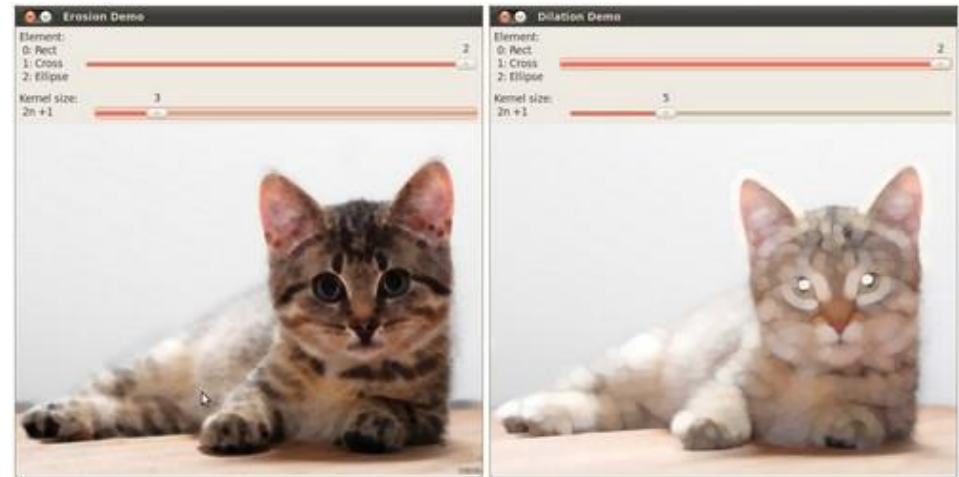 Erosion Demo
Element:
0: Rect
1: Cross
2: Ellipse
2
Kernel size:
2n +1
3
Dilation Demo
Element:
0: Rect
1: Cross
2: Ellipse
2
Kernel size:
2n +1
5